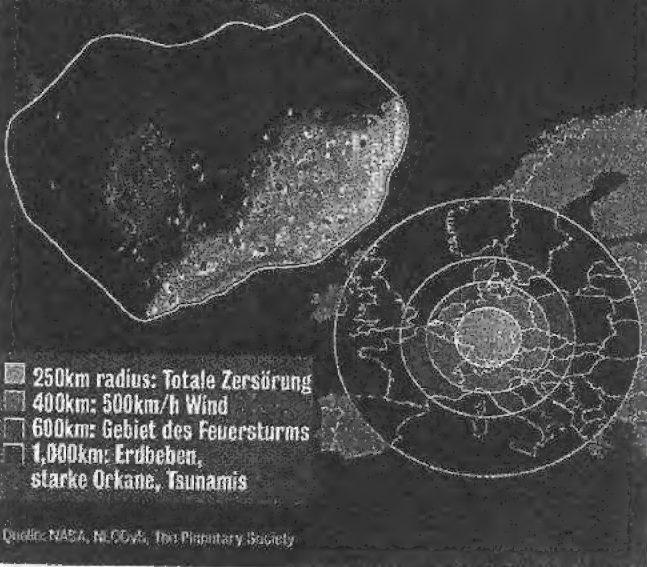 250km radius: Totale Zersörung
400km: 500km/h Wind
600km: Gebiet des Feuersturms
1,000km: Erdbeben,
starke Orkane, Tsunamis
NASA, The Planetary Society